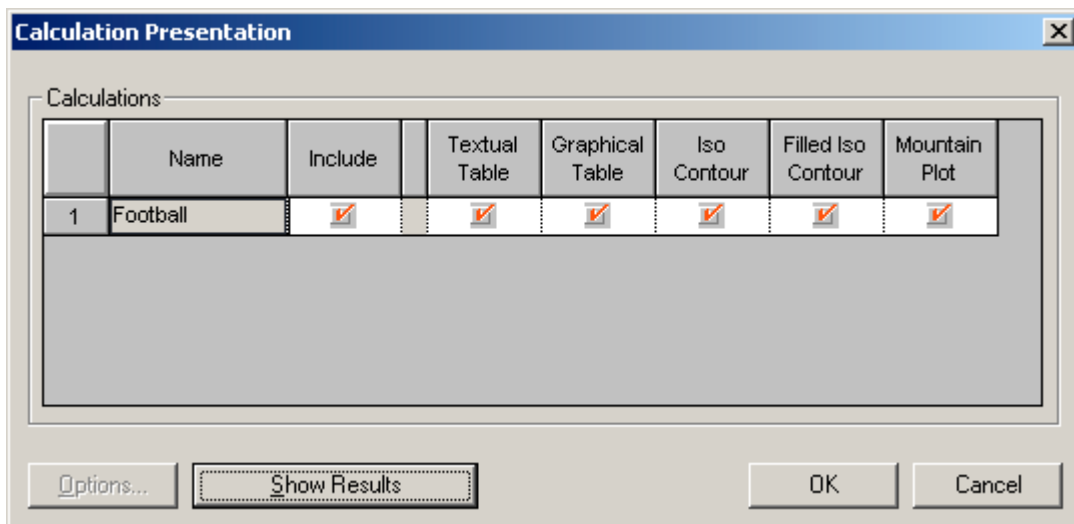 Calculation Presentation
Calculations
Name Include Textual Table Graphical Table Iso Contour Filled Iso Contour Mountain Plot
1 Football
Options... Show Results OK Cancel